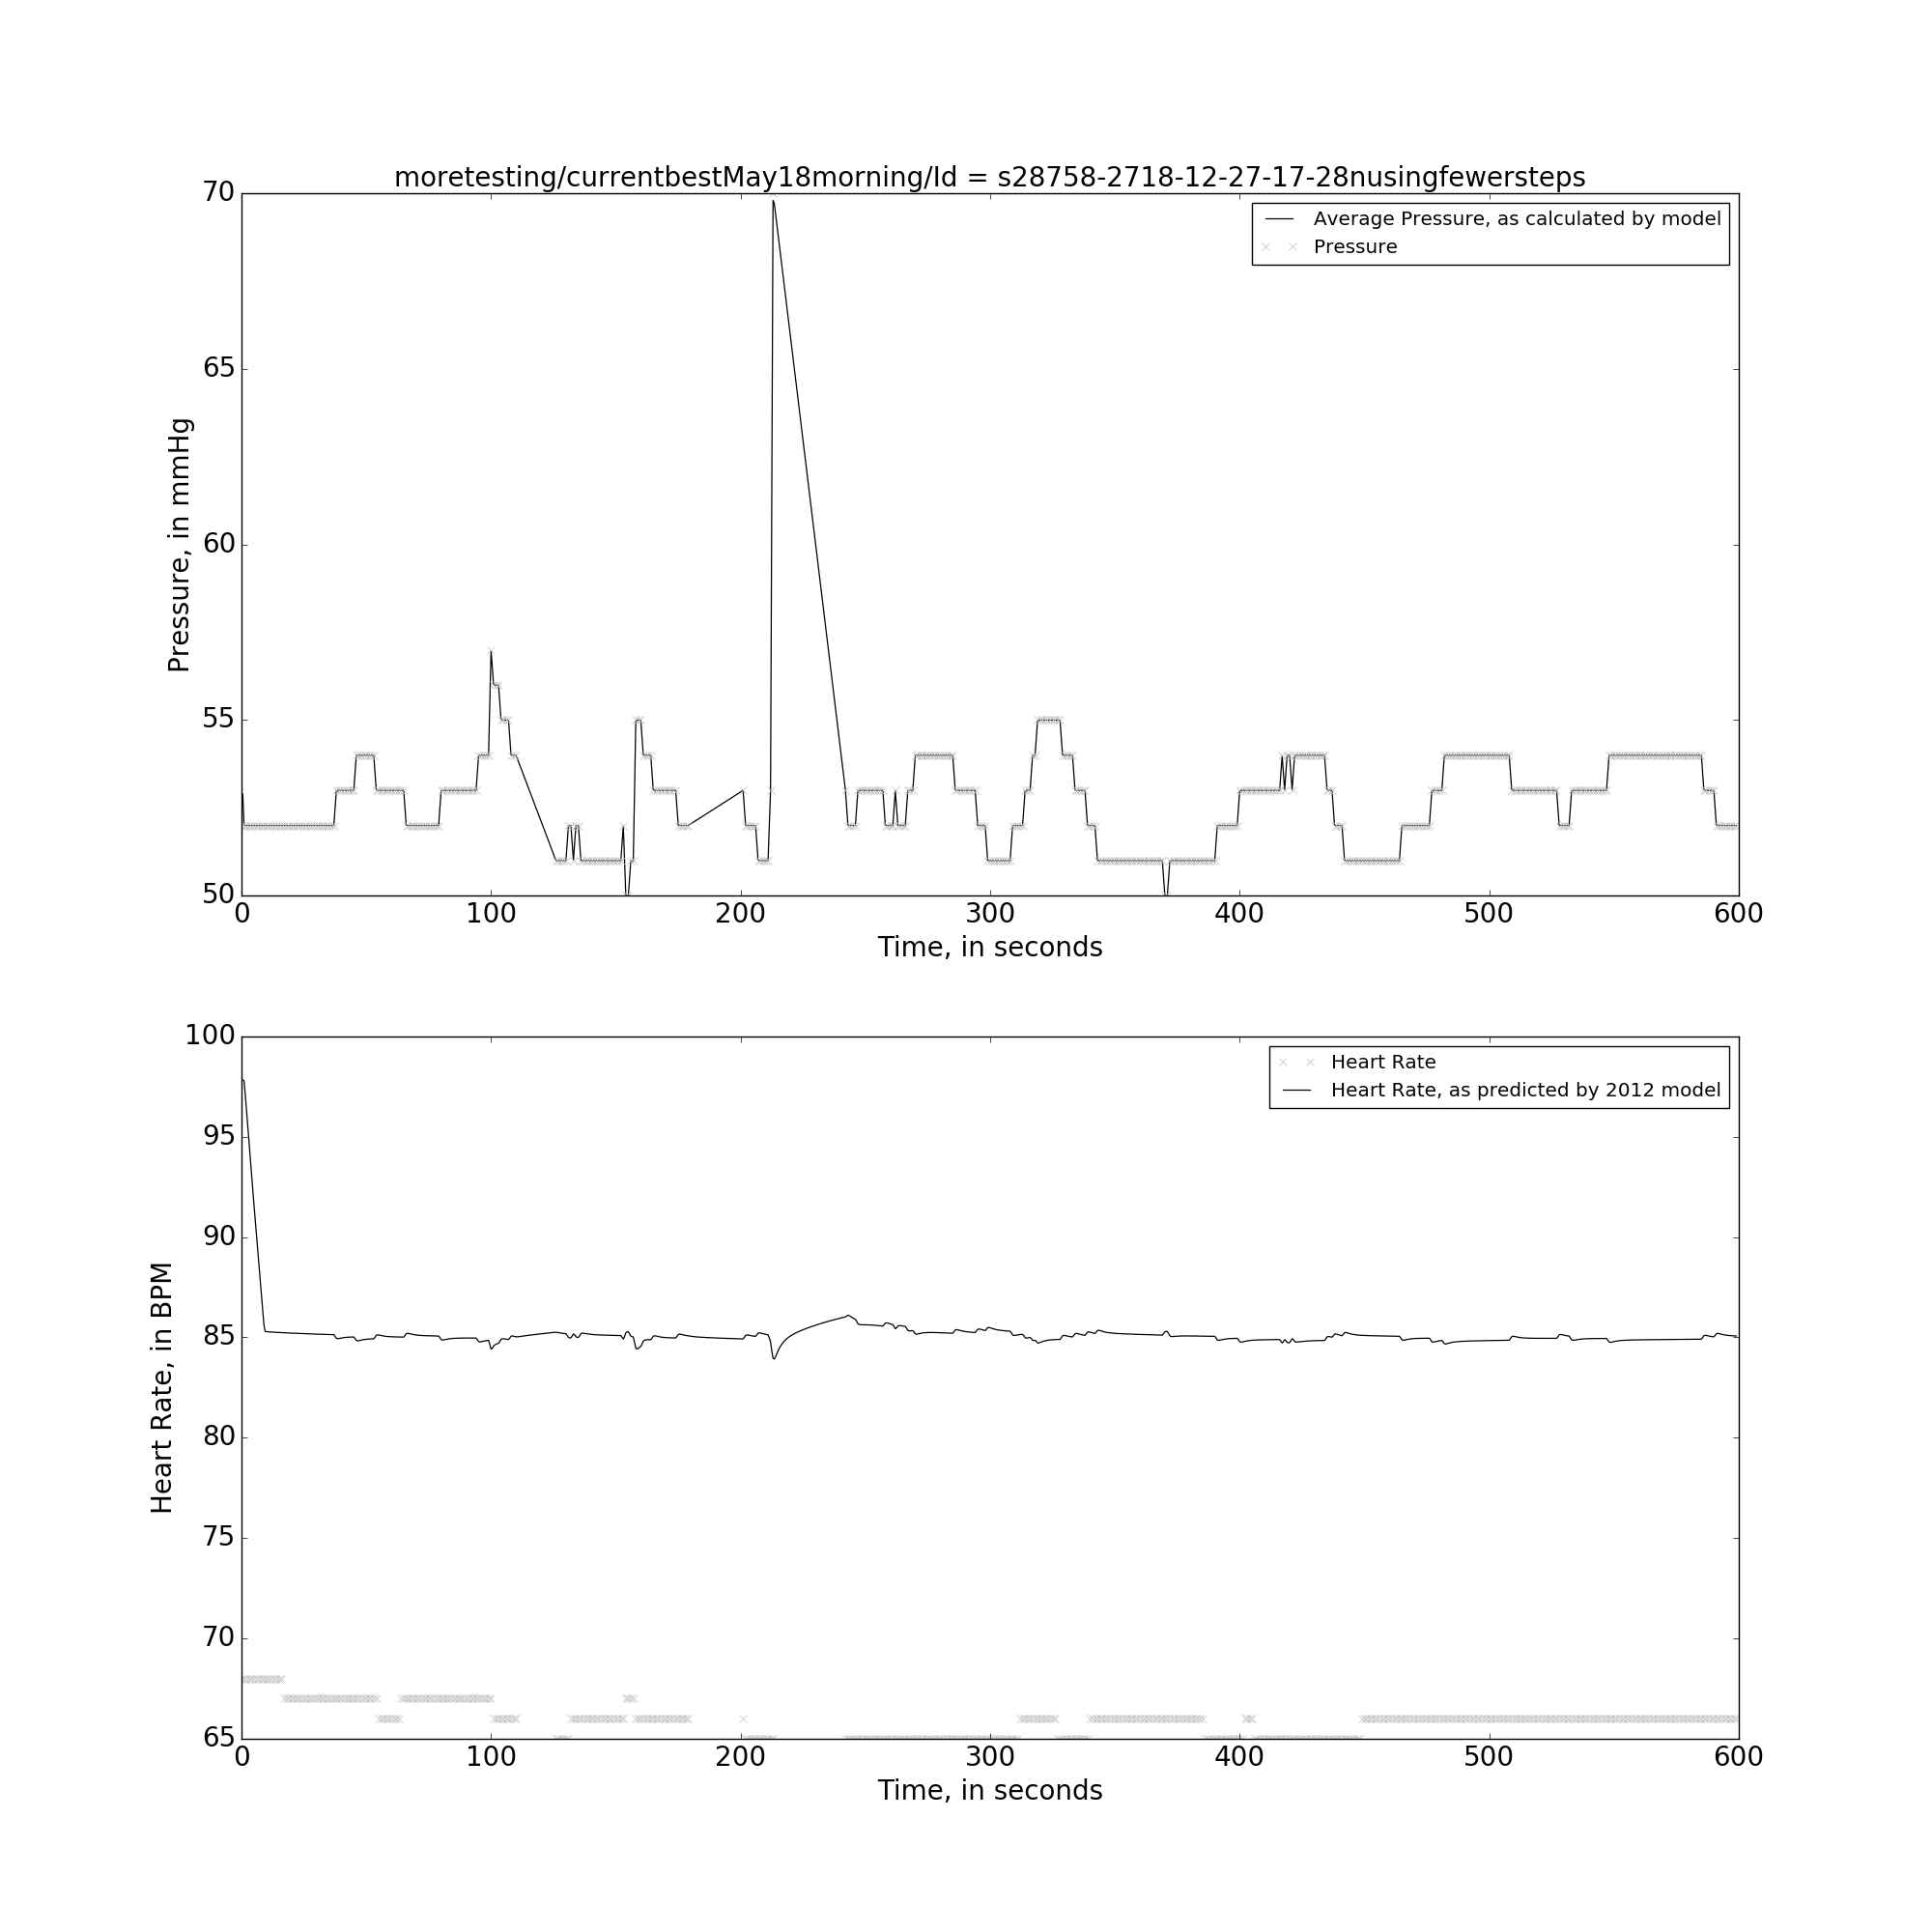 moretesting/currentbestMay18morning/Id = s28758-2718-12-27-17-28nusingfewersteps
70
65
60
55
50
Pressure, in mmHg
Average Pressure, as calculated by model
Pressure
0 100 200 300 400 500 600
Time, in seconds
100
95
90
85
80
75
70
65
Heart Rate, in BPM
Heart Rate
Heart Rate, as predicted by 2012 model
0 100 200 300 400 500 600
Time, in seconds